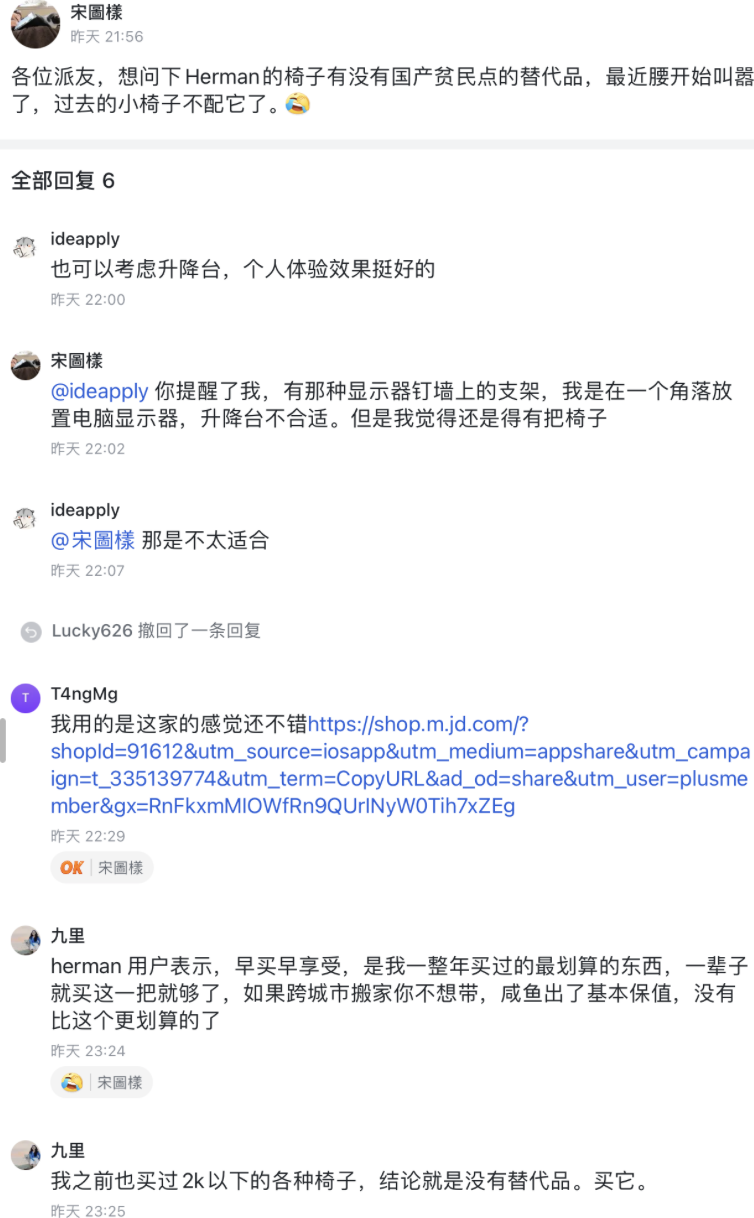 宋圖樣
昨天 21:56
各位派友，想问下Herman的椅子有没有国产贫民点的替代品，最近腰开始叫嚣
了，过去的小椅子不配它了。🤣
全部回复 6
ideapply
也可以考虑升降台，个人体验效果挺好的
昨天 22:00
宋圖樣
@ideapply 你提醒了我，有那种显示器钉墙上的支架，我是在一个角落放
置电脑显示器，升降台不合适。但是我觉得还是得有把椅子
昨天 22:02
ideapply
@宋圖樣 那是不太适合
昨天 22:07
Lucky626 撤回了一条回复
T
T4ngMg
我用的是这家的感觉还不错https://shop.m.jd.com/?
shopId=91612&utm_source=iosapp&utm_medium=appshare&utm_campa
ign=t_335139774&utm_term=CopyURL&ad_od=share&utm_user=plusme
mber&gx=RnFkxmMlOWfRn9QUrlNyW0Tih7xZEg
昨天 22:29
OK 宋圖樣
九里
herman 用户表示，早买早享受，是我一整年买过的最划算的东西，一辈子
就买这一把就够了，如果跨城市搬家你不想带，咸鱼出了基本保值，没有
比这个更划算的了
昨天 23:24
🤣 宋圖樣
九里
我之前也买过2k以下的各种椅子，结论就是没有替代品。买它。
昨天 23:25